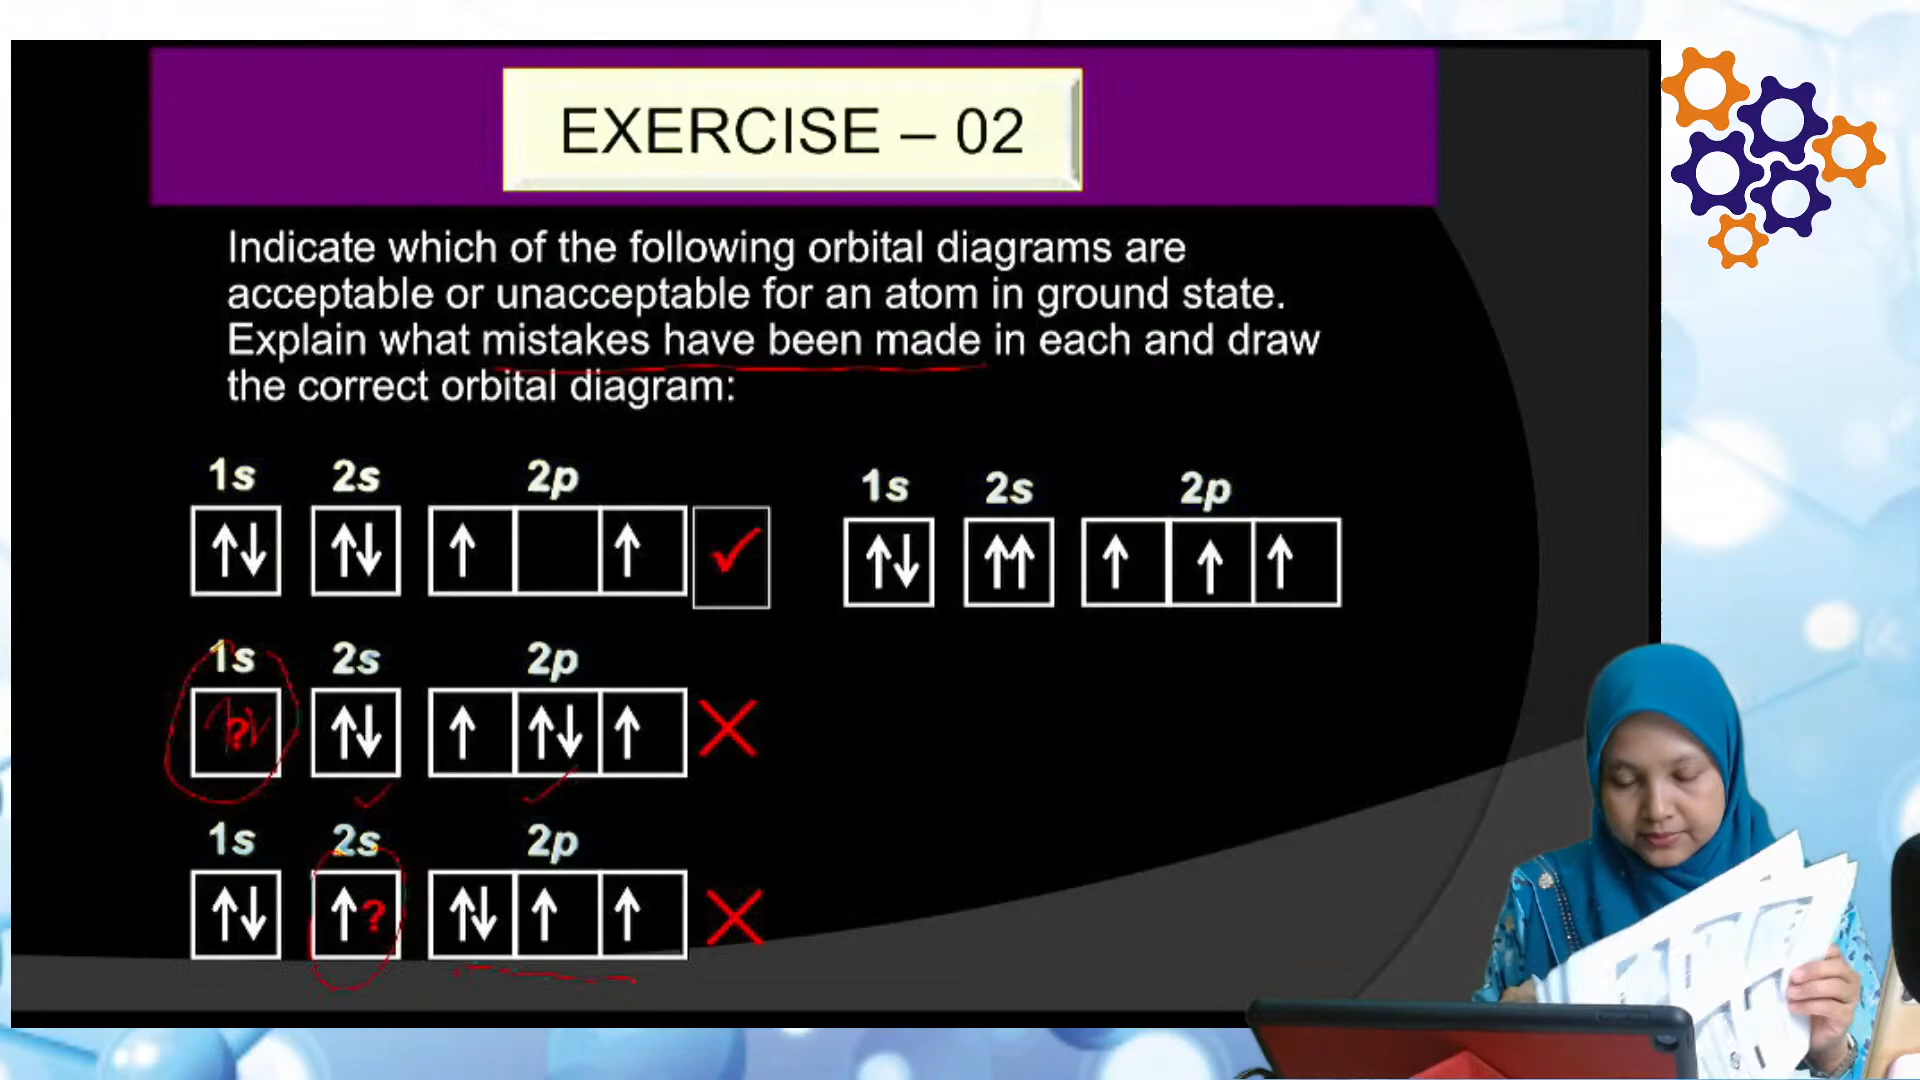 EXERCISE – 02
Indicate which of the following orbital diagrams are
acceptable or unacceptable for an atom in ground state.
Explain what mistakes have been made in each and draw
the correct orbital diagram:
1s 2s 2p
↑↓ ↑↓ ↑ ↑ ✓
1s 2s 2p
↑↓ ↑↑ ↑ ↑ ↑
1s 2s 2p
? ↑↓ ↑ ↑↓ ↑ ✗
1s 2s 2p
↑↓ ↑? ↑↓ ↑ ↑ ✗